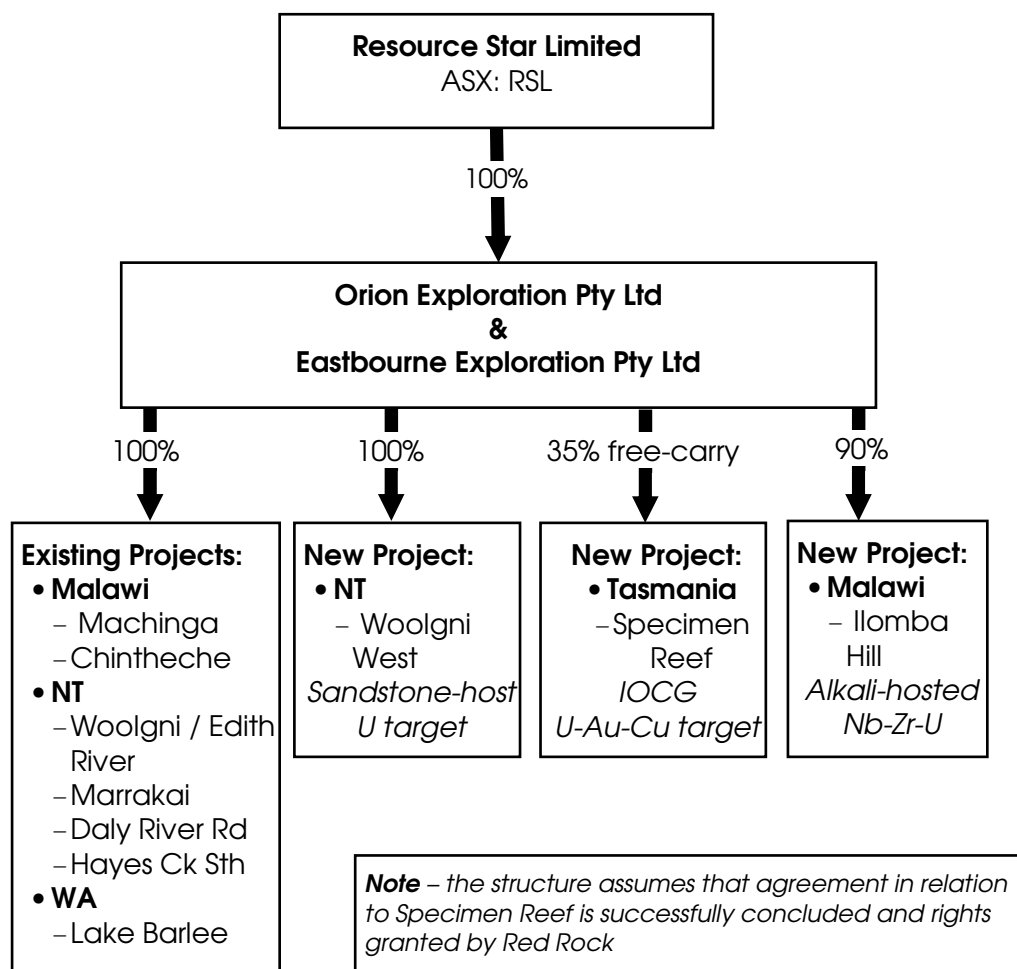 Resource Star Limited
ASX: RSL
100%
Orion Exploration Pty Ltd
&
Eastbourne Exploration Pty Ltd
100%
100%
35% free-carry
90%
Existing Projects:
• Malawi
– Machinga
– Chintheche
• NT
– Woolgni / Edith
River
– Marrakai
– Daly River Rd
– Hayes Ck Sth
• WA
– Lake Barlee
New Project:
• NT
– Woolgni
West
Sandstone-host
U target
New Project:
• Tasmania
– Specimen
Reef
IOCG
U-Au-Cu target
New Project:
• Malawi
– Ilomba
Hill
Alkali-hosted
Nb-Zr-U
Note – the structure assumes that agreement in relation
to Specimen Reef is successfully concluded and rights
granted by Red Rock